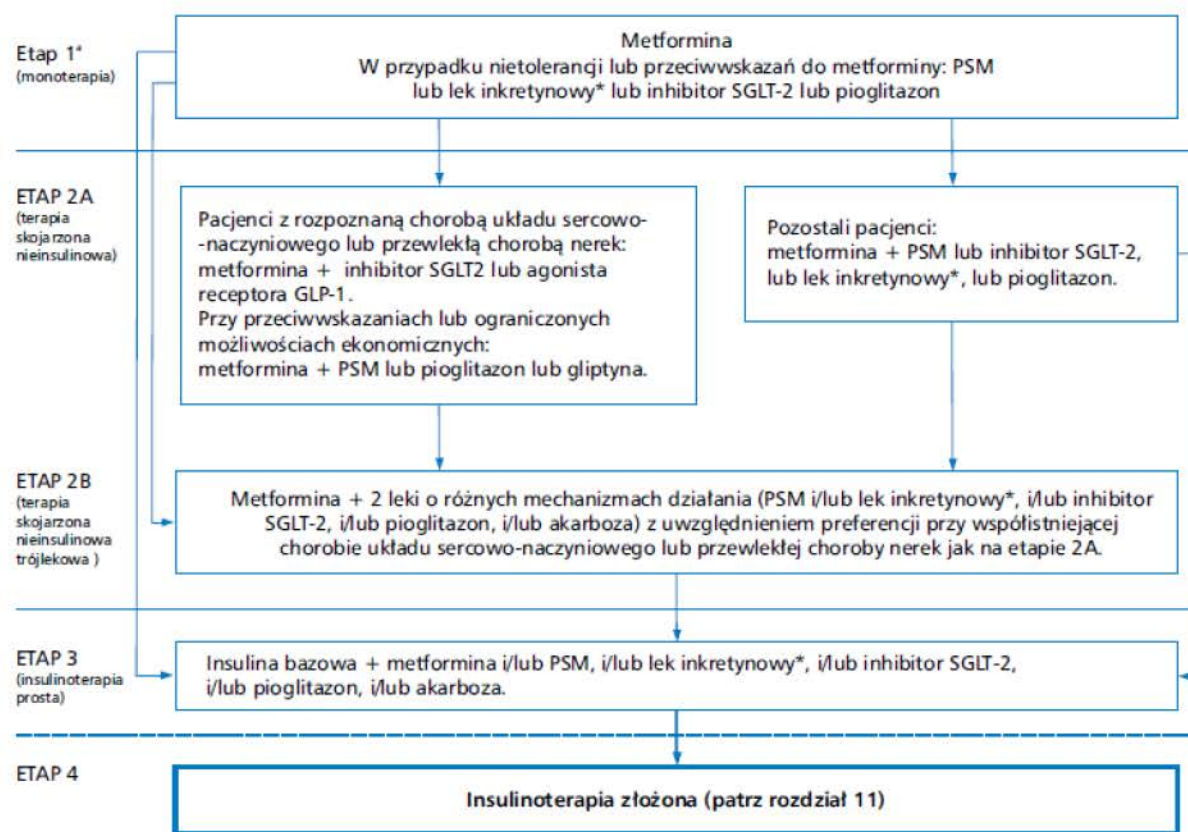 Etap 1ª
(monoterapia)
Metformina
W przypadku nietolerancji lub przeciwwskazań do metforminy: PSM
lub lek inkretynowy* lub inhibitor SGLT-2 lub pioglitazon
ETAP 2A
(terapia
skojarzona
nieinsulinowa)
Pacjenci z rozpoznaną chorobą układu sercowo-
-naczyniowego lub przewlekłą chorobą nerek:
metformina + inhibitor SGLT2 lub agonista
receptora GLP-1.
Przy przeciwwskazaniach lub ograniczonych
możliwościach ekonomicznych:
metformina + PSM lub pioglitazon lub gliptyna.
Pozostali pacjenci:
metformina + PSM lub inhibitor SGLT-2,
lub lek inkretynowy*, lub pioglitazon.
ETAP 2B
(terapia
skojarzona
nieinsulinowa
trójlekowa )
Metformina + 2 leki o różnych mechanizmach działania (PSM i/lub lek inkretynowy*, i/lub inhibitor
SGLT-2, i/lub pioglitazon, i/lub akarboza) z uwzględnieniem preferencji przy współistniejącej
chorobie układu sercowo-naczyniowego lub przewlekłej choroby nerek jak na etapie 2A.
ETAP 3
(insulinoterapia
prosta)
Insulina bazowa + metformina i/lub PSM, i/lub lek inkretynowy*, i/lub inhibitor SGLT-2,
i/lub pioglitazon, i/lub akarboza.
ETAP 4
Insulinoterapia złożona (patrz rozdział 11)